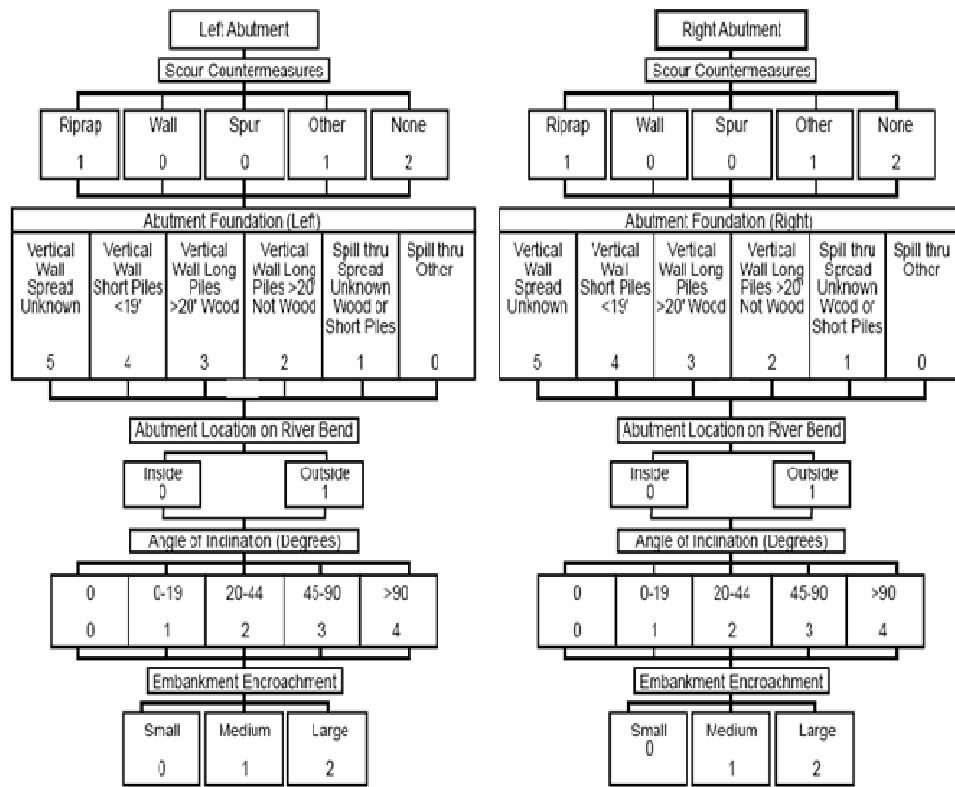 Left Abutment
Scour Countermeasures
Riprap Wall Spur Other None
1 0 0 1 2
Abutment Foundation (Left)
Vertical Wall Spread Unknown
5
Vertical Wall Short Piles <19'
4
Vertical Wall Long Piles >20' Wood
3
Vertical Wall Long Piles >20' Not Wood
2
Spill thru Spread Unknown Wood or Short Piles
1
Spill thru Other
0
Abutment Location on River Bend
Inside Outside
0 1
Angle of Inclination (Degrees)
0 0-19 20-44 45-90 >90
0 1 2 3 4
Embankment Encroachment
Small Medium Large
0 1 2
Right Abutment
Scour Countermeasures
Riprap Wall Spur Other None
1 0 0 1 2
Abutment Foundation (Right)
Vertical Wall Spread Unknown
5
Vertical Wall Short Piles <19'
4
Vertical Wall Long Piles >20' Wood
3
Vertical Wall Long Piles >20' Not Wood
2
Spill thru Spread Unknown Wood or Short Piles
1
Spill thru Other
0
Abutment Location on River Bend
Inside Outside
0 1
Angle of Inclination (Degrees)
0 0-19 20-44 45-90 >90
0 1 2 3 4
Embankment Encroachment
Small Medium Large
0 1 2